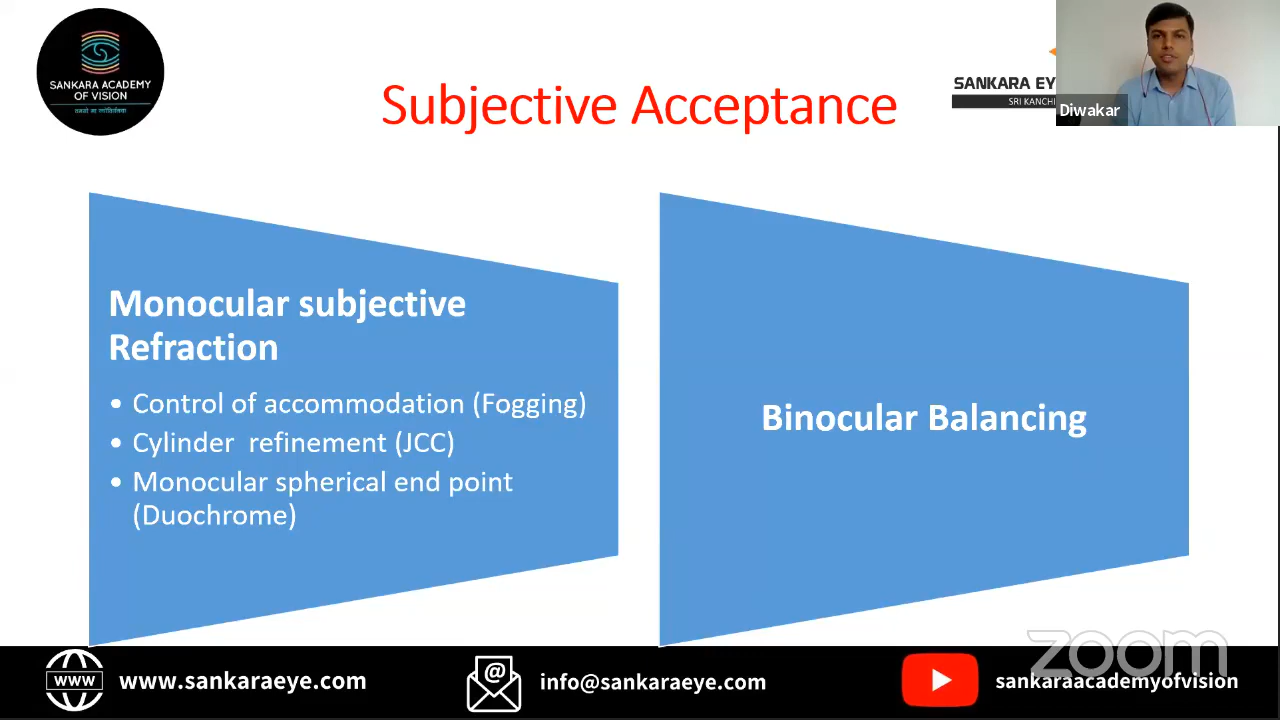 SANKARA ACADEMY
OF VISION
Subjective Acceptance
SANKARA EY
SRI KANCHI
Diwakar
Monocular subjective
Refraction
• Control of accommodation (Fogging)
• Cylinder refinement (JCC)
• Monocular spherical end point
(Duochrome)
Binocular Balancing
zoom
www
www.sankaraeye.com
@
info@sankaraeye.com
sankaraacademyofvision